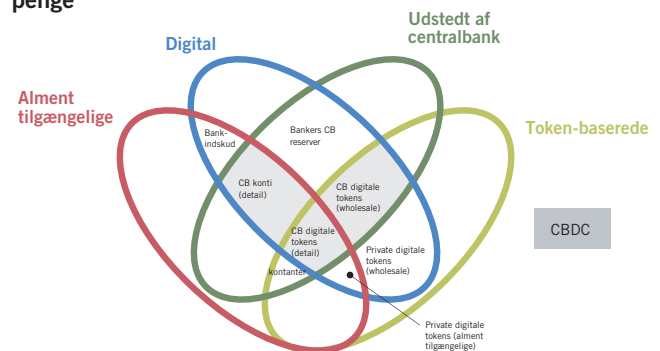 penge
Udstedt af
centralbank
Digital
Alment
tilgængelige
Token-baserede
Bank-
indskud
Bankers CB
reserver
CB konti
(detail)
CB digitale
tokens
(wholesale)
CB digitale
tokens
(detail)
CBDC
Private digitale
tokens
(wholesale)
kontanter
Private digitale
tokens (alment
tilgængelige)